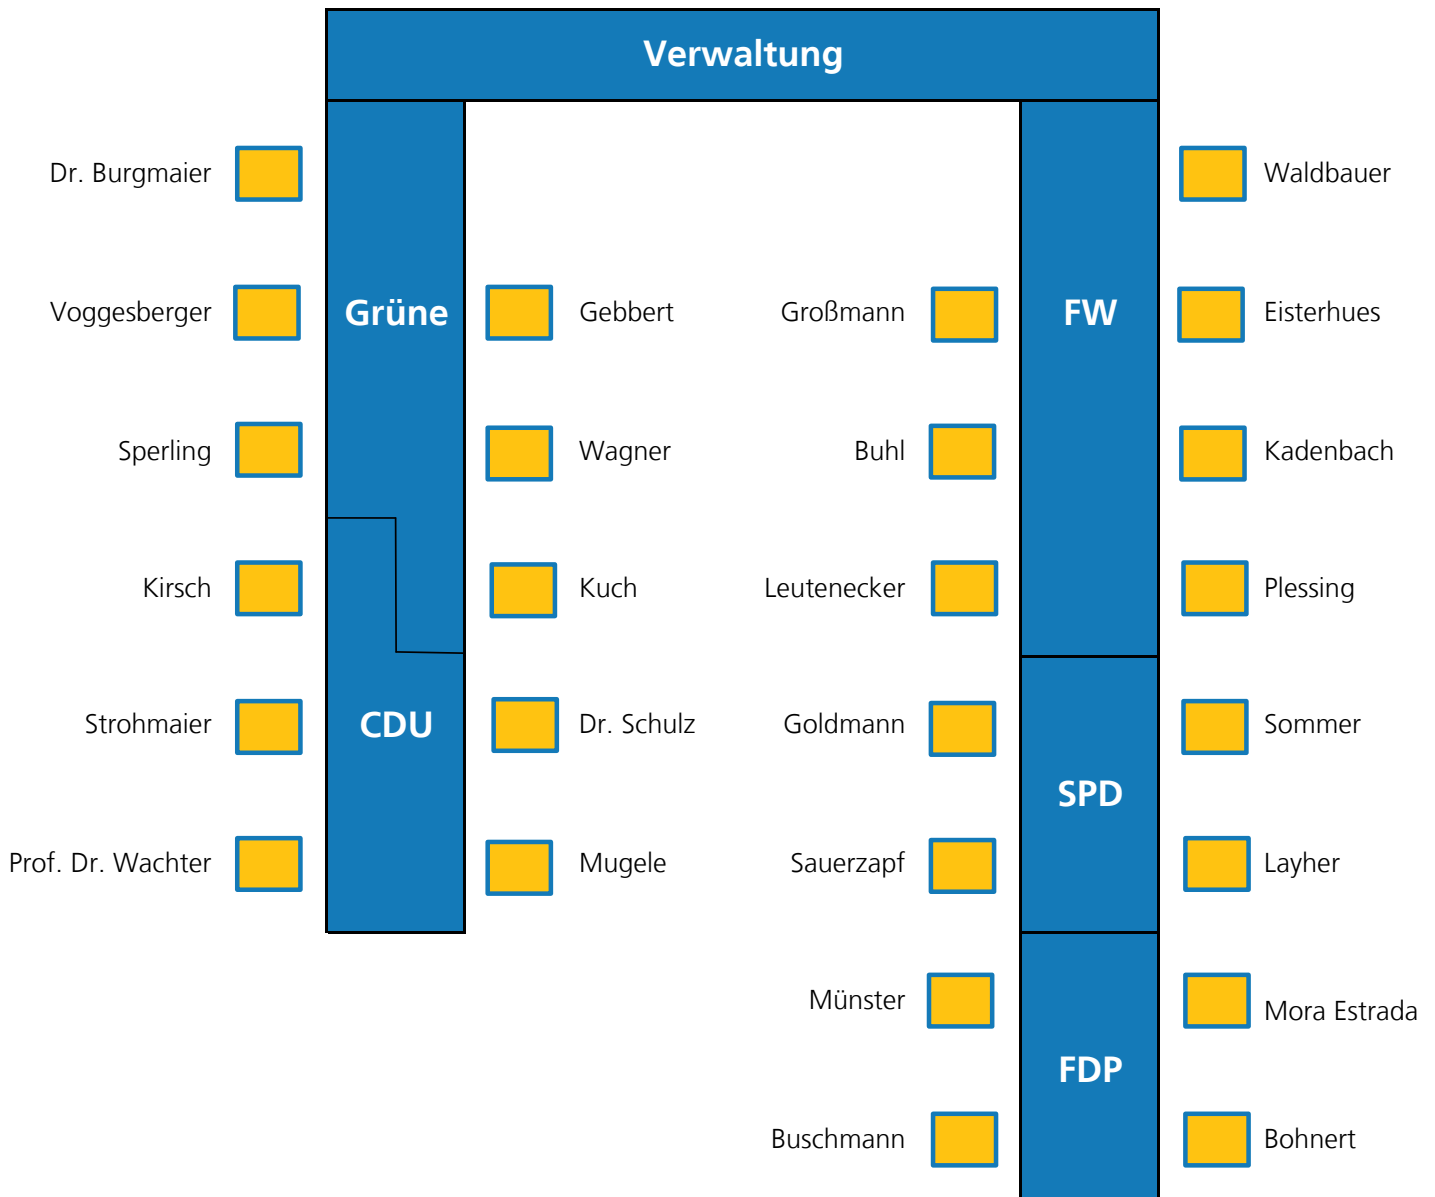 Verwaltung
Dr. Burgmaier
Waldbauer
Voggesberger
Grüne
Gebbert
Großmann
FW
Eisterhues
Sperling
Wagner
Buhl
Kadenbach
Kirsch
Kuch
Leutenecker
Plessing
Strohmaier
CDU
Dr. Schulz
Goldmann
Sommer
SPD
Prof. Dr. Wachter
Mugele
Sauerzapf
Layher
Münster
Mora Estrada
FDP
Buschmann
Bohnert